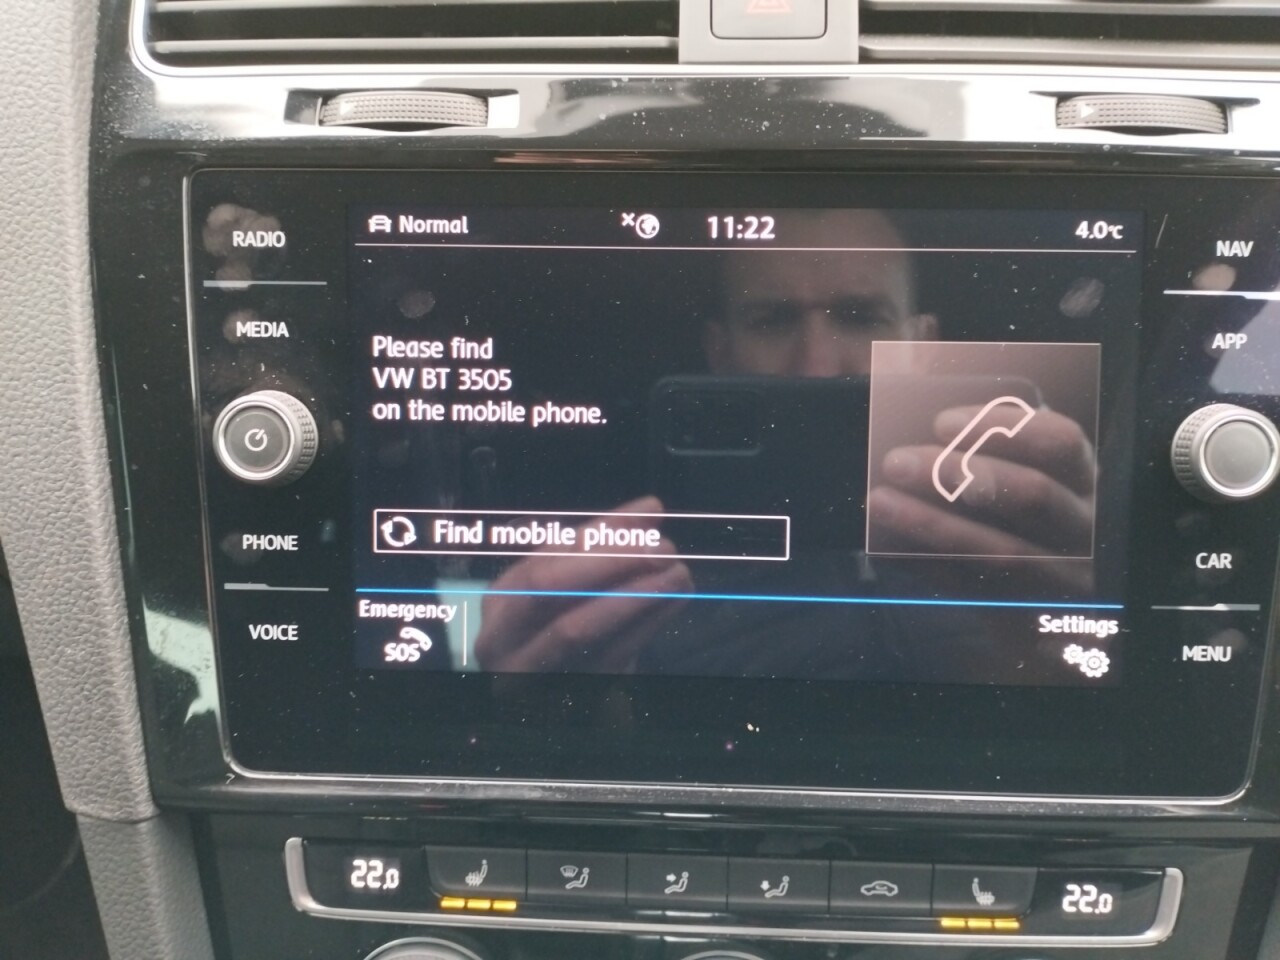 Normal
11:22
4.0°C
RADIO
MEDIA
PHONE
VOICE
Please find
VW BT 3505
on the mobile phone.
Find mobile phone
Emergency
SOS
Settings
NAV
APP
CAR
MENU
22.0
22.0